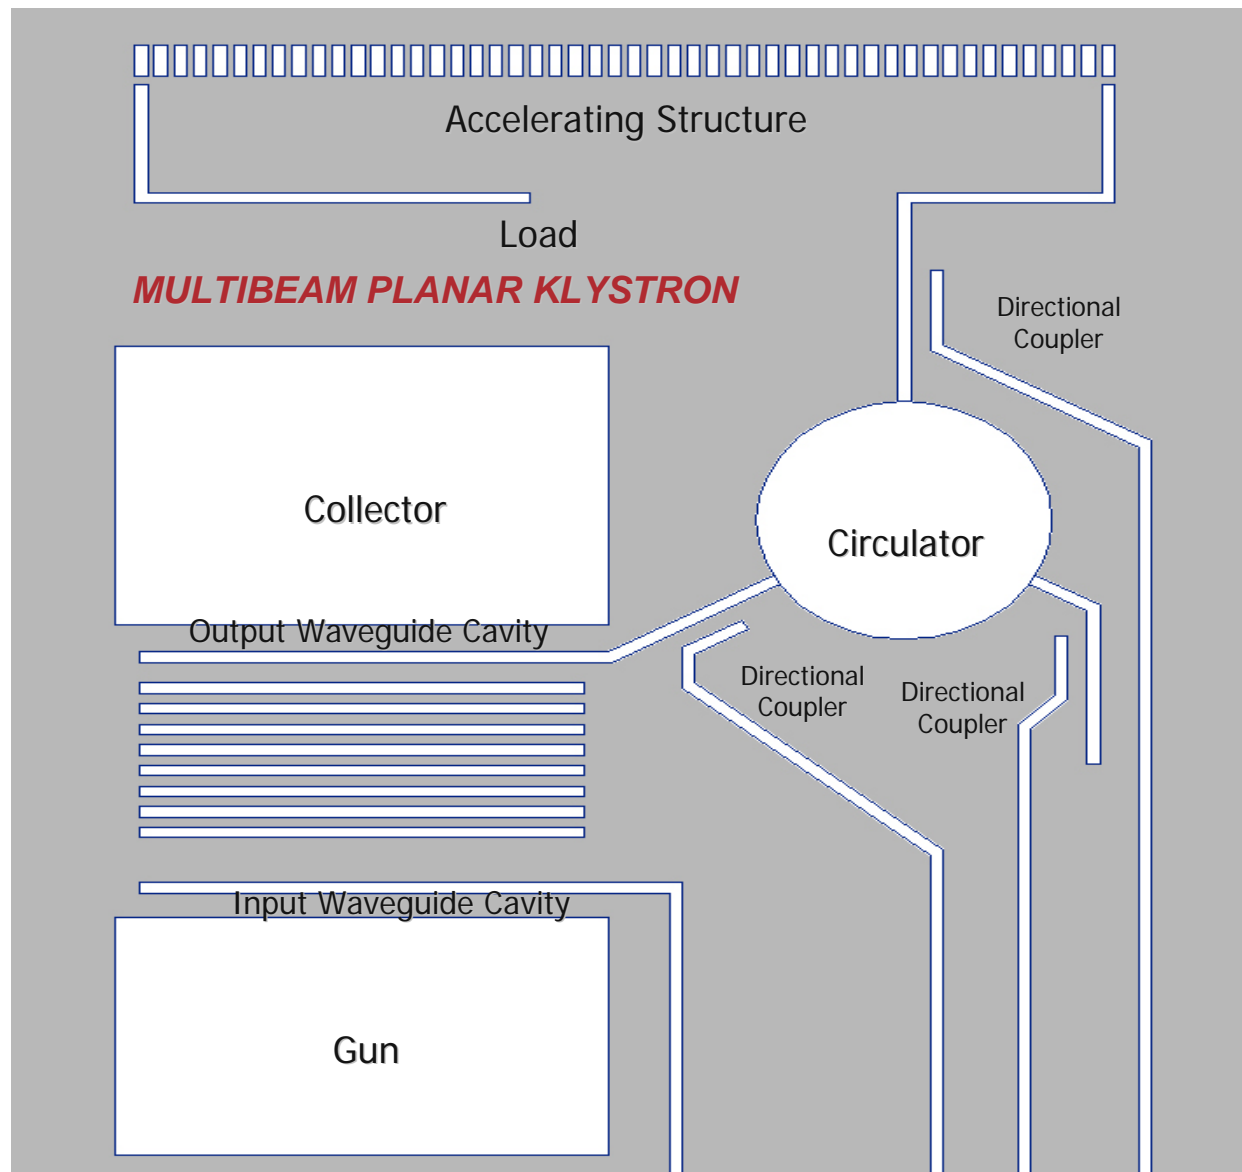 Accelerating Structure
Load
MULTIBEAM PLANAR KLYSTRON
Directional
Coupler
Collector
Circulator
Output Waveguide Cavity
Directional
Coupler
Directional
Coupler
Input Waveguide Cavity
Gun